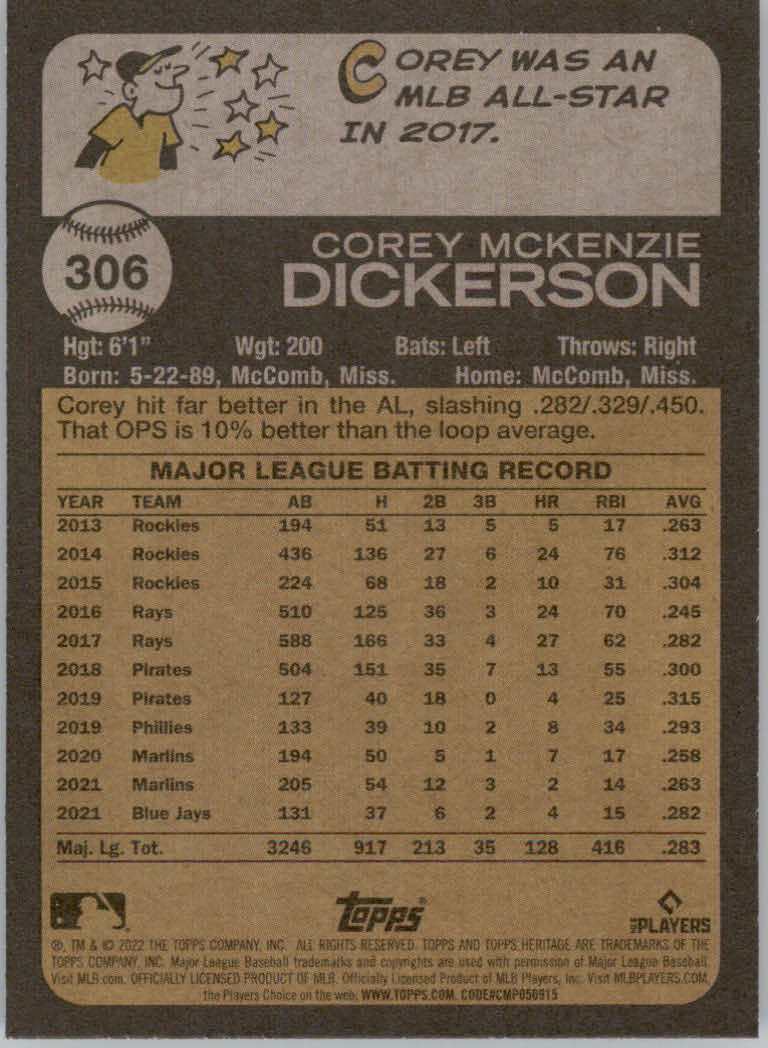 COREY WAS AN
MLB ALL-STAR
IN 2017.
306
COREY MCKENZIE
DICKERSON
Hgt: 6'1" Wgt: 200 Bats: Left Throws: Right
Born: 5-22-89, McComb, Miss. Home: McComb, Miss.
Corey hit far better in the AL, slashing .282/.329/.450.
That OPS is 10% better than the loop average.
MAJOR LEAGUE BATTING RECORD
YEAR TEAM AB H 2B 3B HR RBI AVG
2013 Rockies 194 51 13 5 5 17 .263
2014 Rockies 436 136 27 6 24 76 .312
2015 Rockies 224 68 18 2 10 31 .304
2016 Rays 510 125 36 3 24 70 .245
2017 Rays 588 166 33 4 27 62 .282
2018 Pirates 504 151 35 7 13 55 .300
2019 Pirates 127 40 18 0 4 25 .315
2019 Phillies 133 39 10 2 8 34 .293
2020 Marlins 194 50 5 1 7 17 .258
2021 Marlins 205 54 12 3 2 14 .263
2021 Blue Jays 131 37 6 2 4 15 .282
Maj. Lg. Tot. 3246 917 213 35 128 416 .283
topps
MLB PLAYERS
®, TM & © 2022 THE TOPPS COMPANY, INC. ALL RIGHTS RESERVED. TOPPS AND TOPPS HERITAGE ARE TRADEMARKS OF THE
TOPPS COMPANY, INC. Major League Baseball trademarks and copyrights are used with permission of Major League Baseball.
Visit MLB.com. OFFICIALLY LICENSED PRODUCT OF MLB. Officially Licensed Product of MLB Players, Inc. Visit MLBPLAYERS.COM,
the Players Choice on the web. WWW.TOPPS.COM. CODE#CMP050915